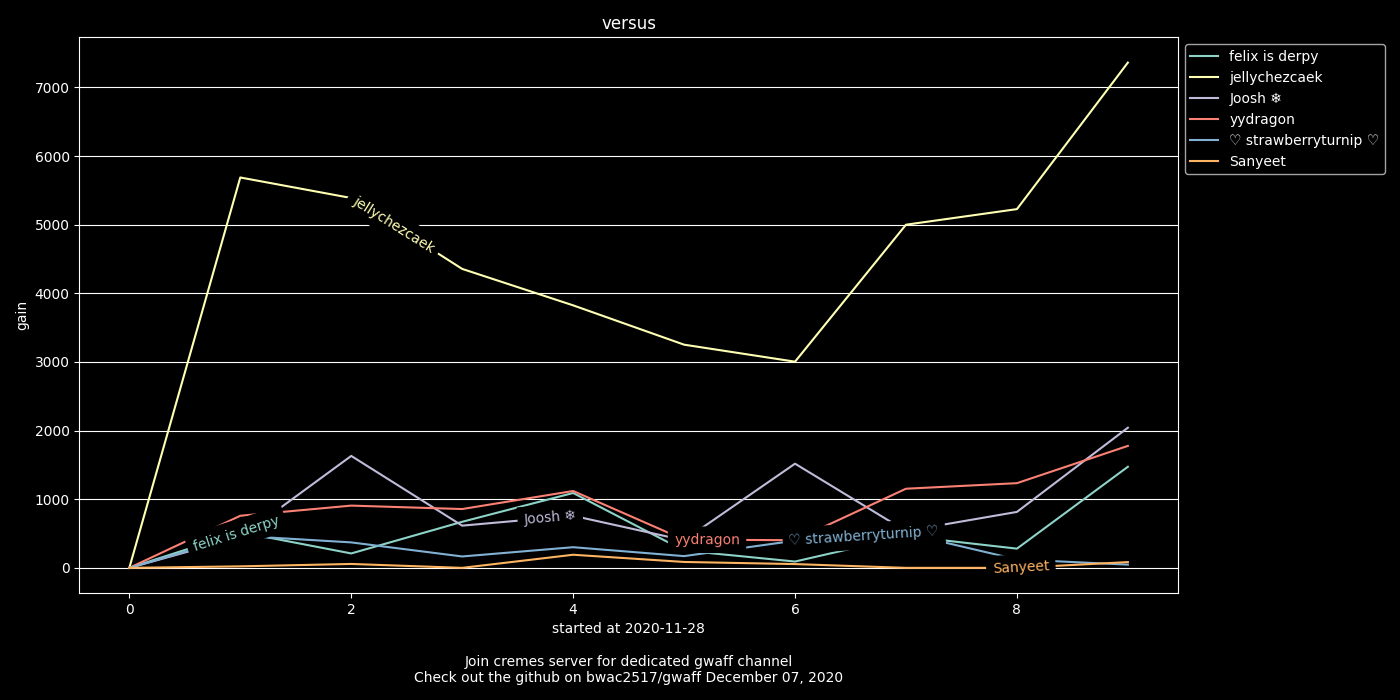 versus
felix is derpy
jellychezcaek
Joosh ❄
yydragon
♡ strawberryturnip ♡
Sanyeet
7000
6000
5000
4000
3000
2000
1000
0
gain
jellychezcaek
felix is derpy
Joosh ❄
yydragon
♡ strawberryturnip ♡
Sanyeet
0 2 4 6 8
started at 2020-11-28
Join cremes server for dedicated gwaff channel
Check out the github on bwac2517/gwaff December 07, 2020